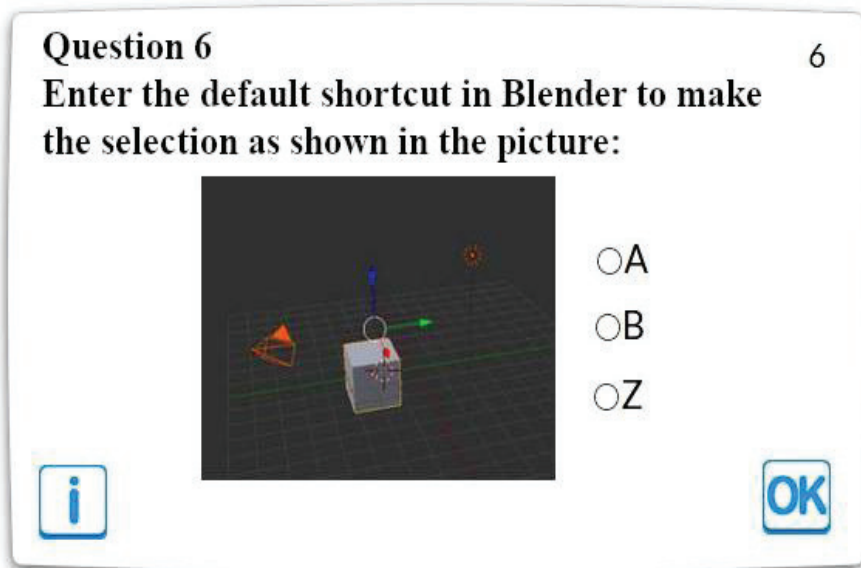 Question 6
6
Enter the default shortcut in Blender to make
the selection as shown in the picture:
A
B
Z
i
OK